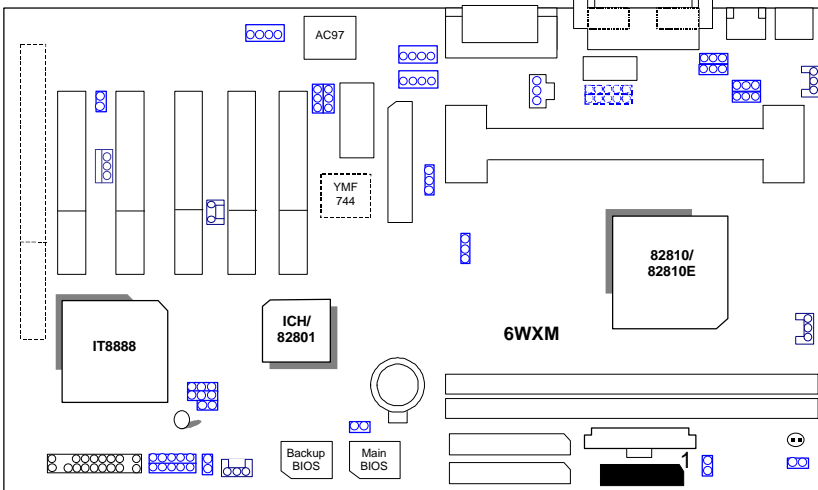 AC97
YMF
744
82810/
82810E
ICH/
82801
IT8888
6WXM
Backup
BIOS
Main
BIOS
1